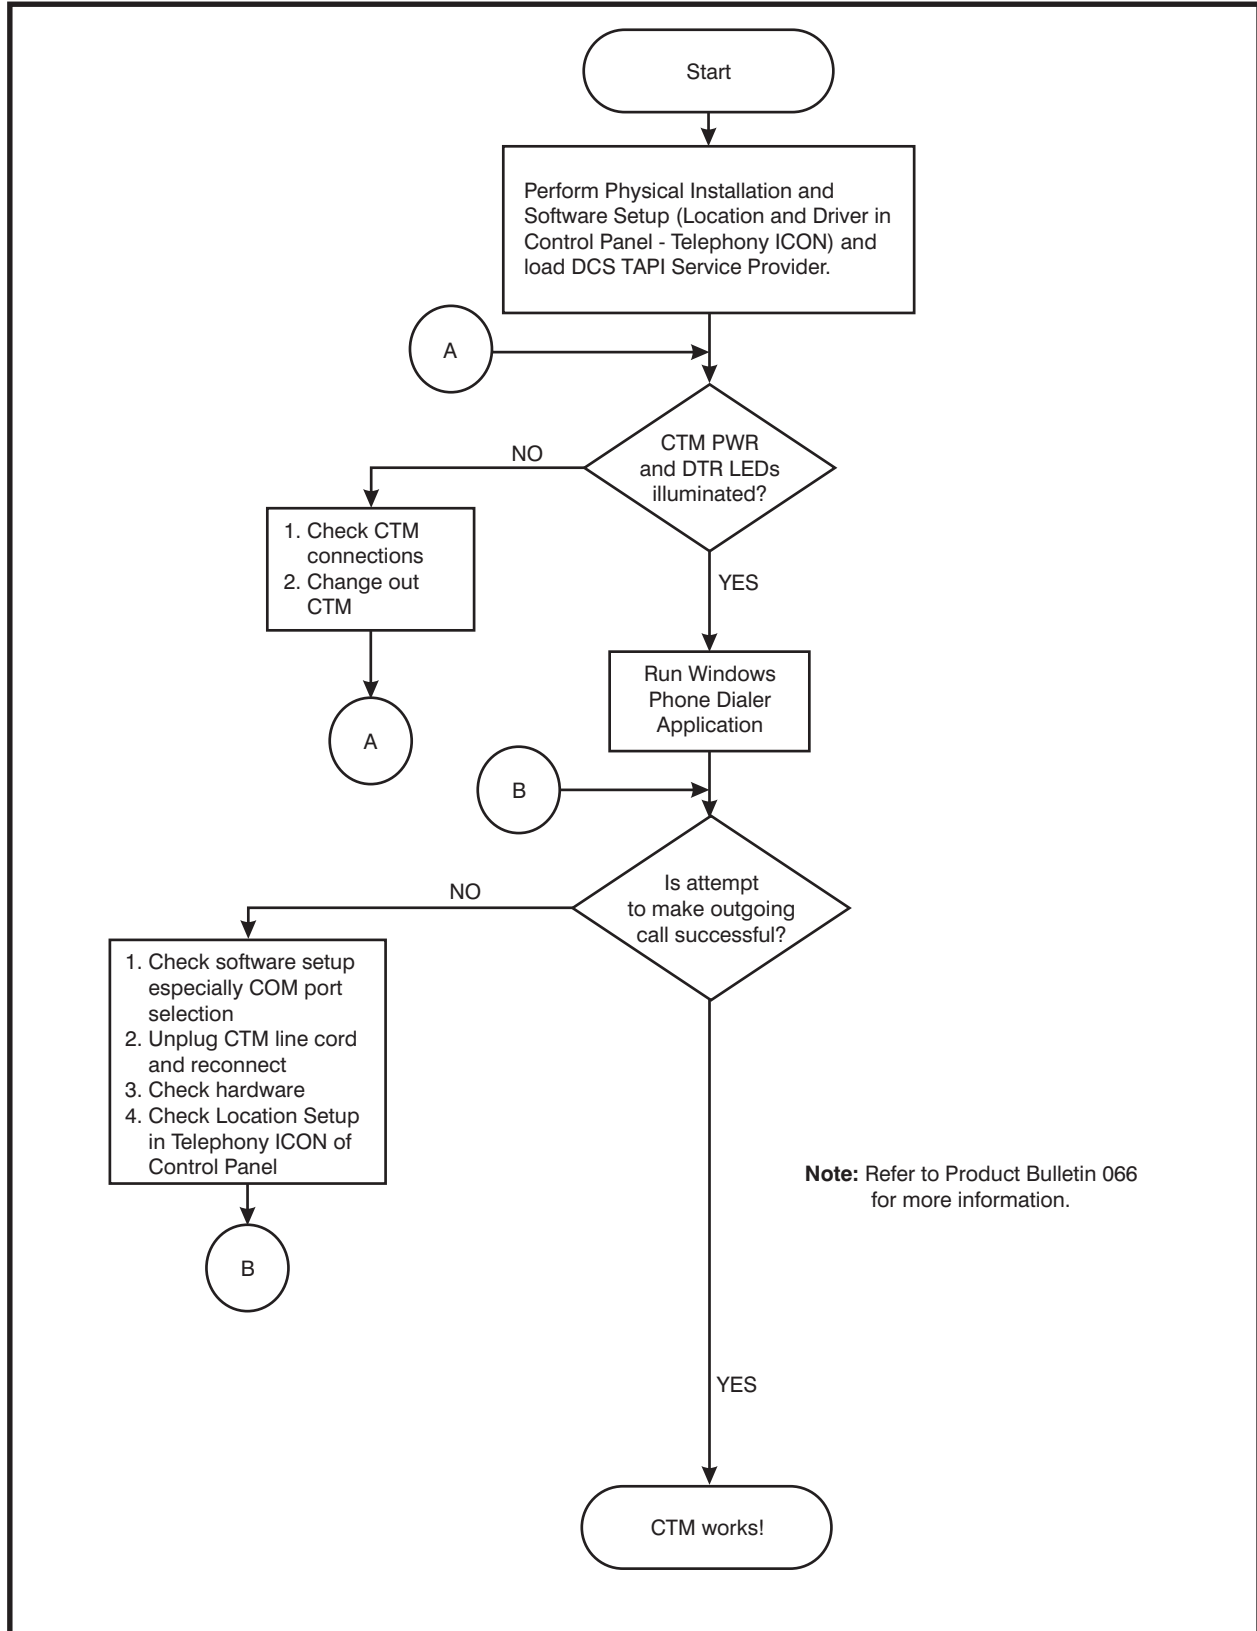 Start
Perform Physical Installation and
Software Setup (Location and Driver in
Control Panel - Telephony ICON) and
load DCS TAPI Service Provider.
A
CTM PWR
and DTR LEDs
illuminated?
NO
1. Check CTM
connections
2. Change out
CTM
YES
A
Run Windows
Phone Dialer
Application
B
Is attempt
to make outgoing
call successful?
NO
1. Check software setup
especially COM port
selection
2. Unplug CTM line cord
and reconnect
3. Check hardware
4. Check Location Setup
in Telephony ICON of
Control Panel
Note: Refer to Product Bulletin 066
for more information.
B
YES
CTM works!